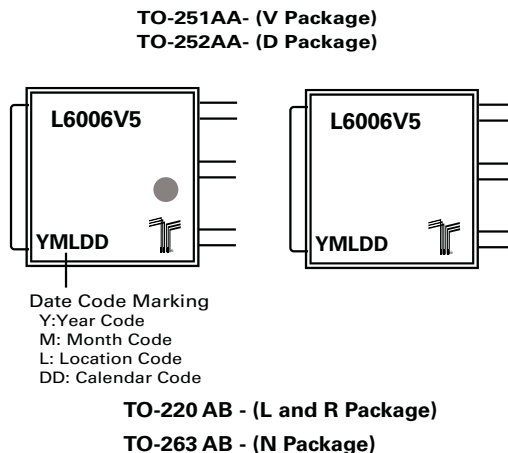 TO-251AA- (V Package)
TO-252AA- (D Package)
L6006V5
L6006V5
YMLDD
YMLDD
Date Code Marking
Y:Year Code
M: Month Code
L: Location Code
DD: Calendar Code
TO-220 AB - (L and R Package)
TO-263 AB - (N Package)